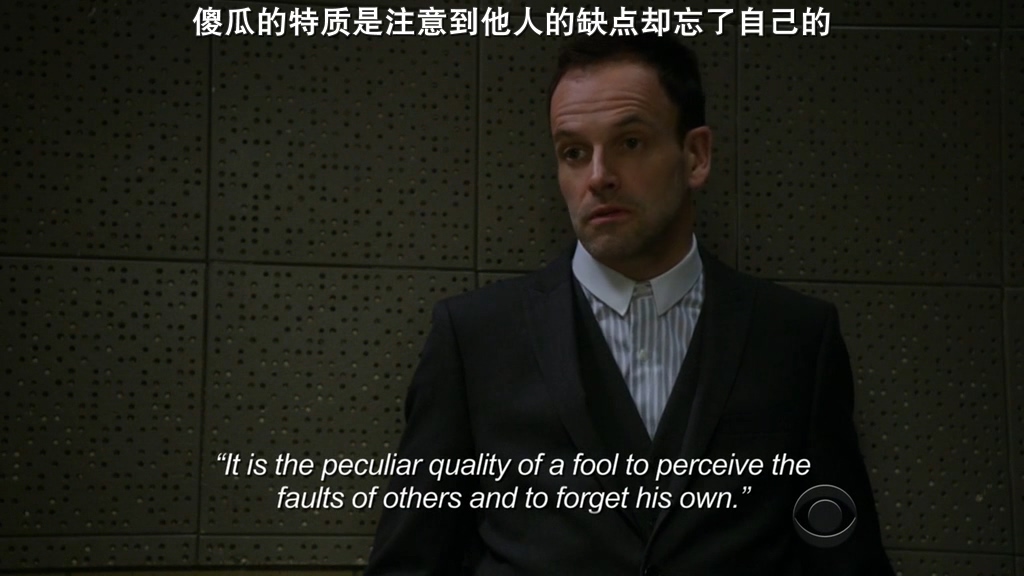 傻瓜的特质是注意到他人的缺点却忘了自己的
“It is the peculiar quality of a fool to perceive the
faults of others and to forget his own.”